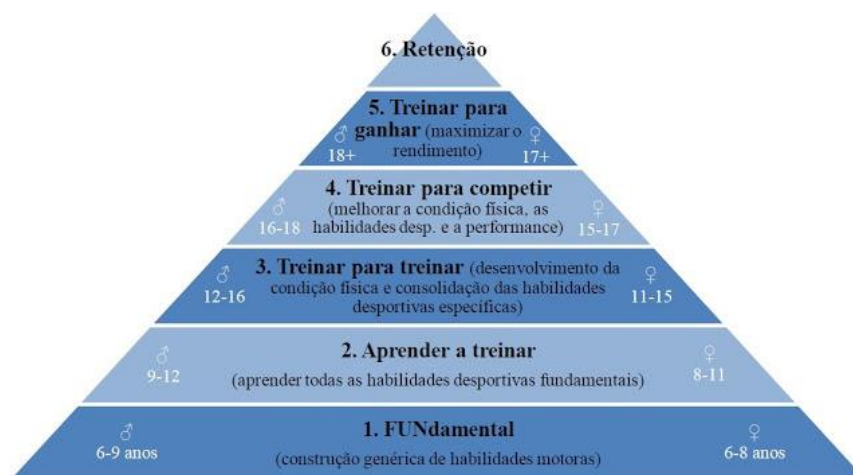 6. Retenção
5. Treinar para
♂ ganhar (maximizar o ♀
18+ rendimento) 17+
4. Treinar para competir
♂ (melhorar a condição física, as ♀
16-18 habilidades desp. e a performance) 15-17
♂ 3. Treinar para treinar (desenvolvimento da ♀
12-16 condição física e consolidação das habilidades 11-15
desportivas específicas)
♂ 2. Aprender a treinar ♀
9-12 (aprender todas as habilidades desportivas fundamentais) 8-11
♂ 1. FUNdamental ♀
6-9 anos (construção genérica de habilidades motoras) 6-8 anos